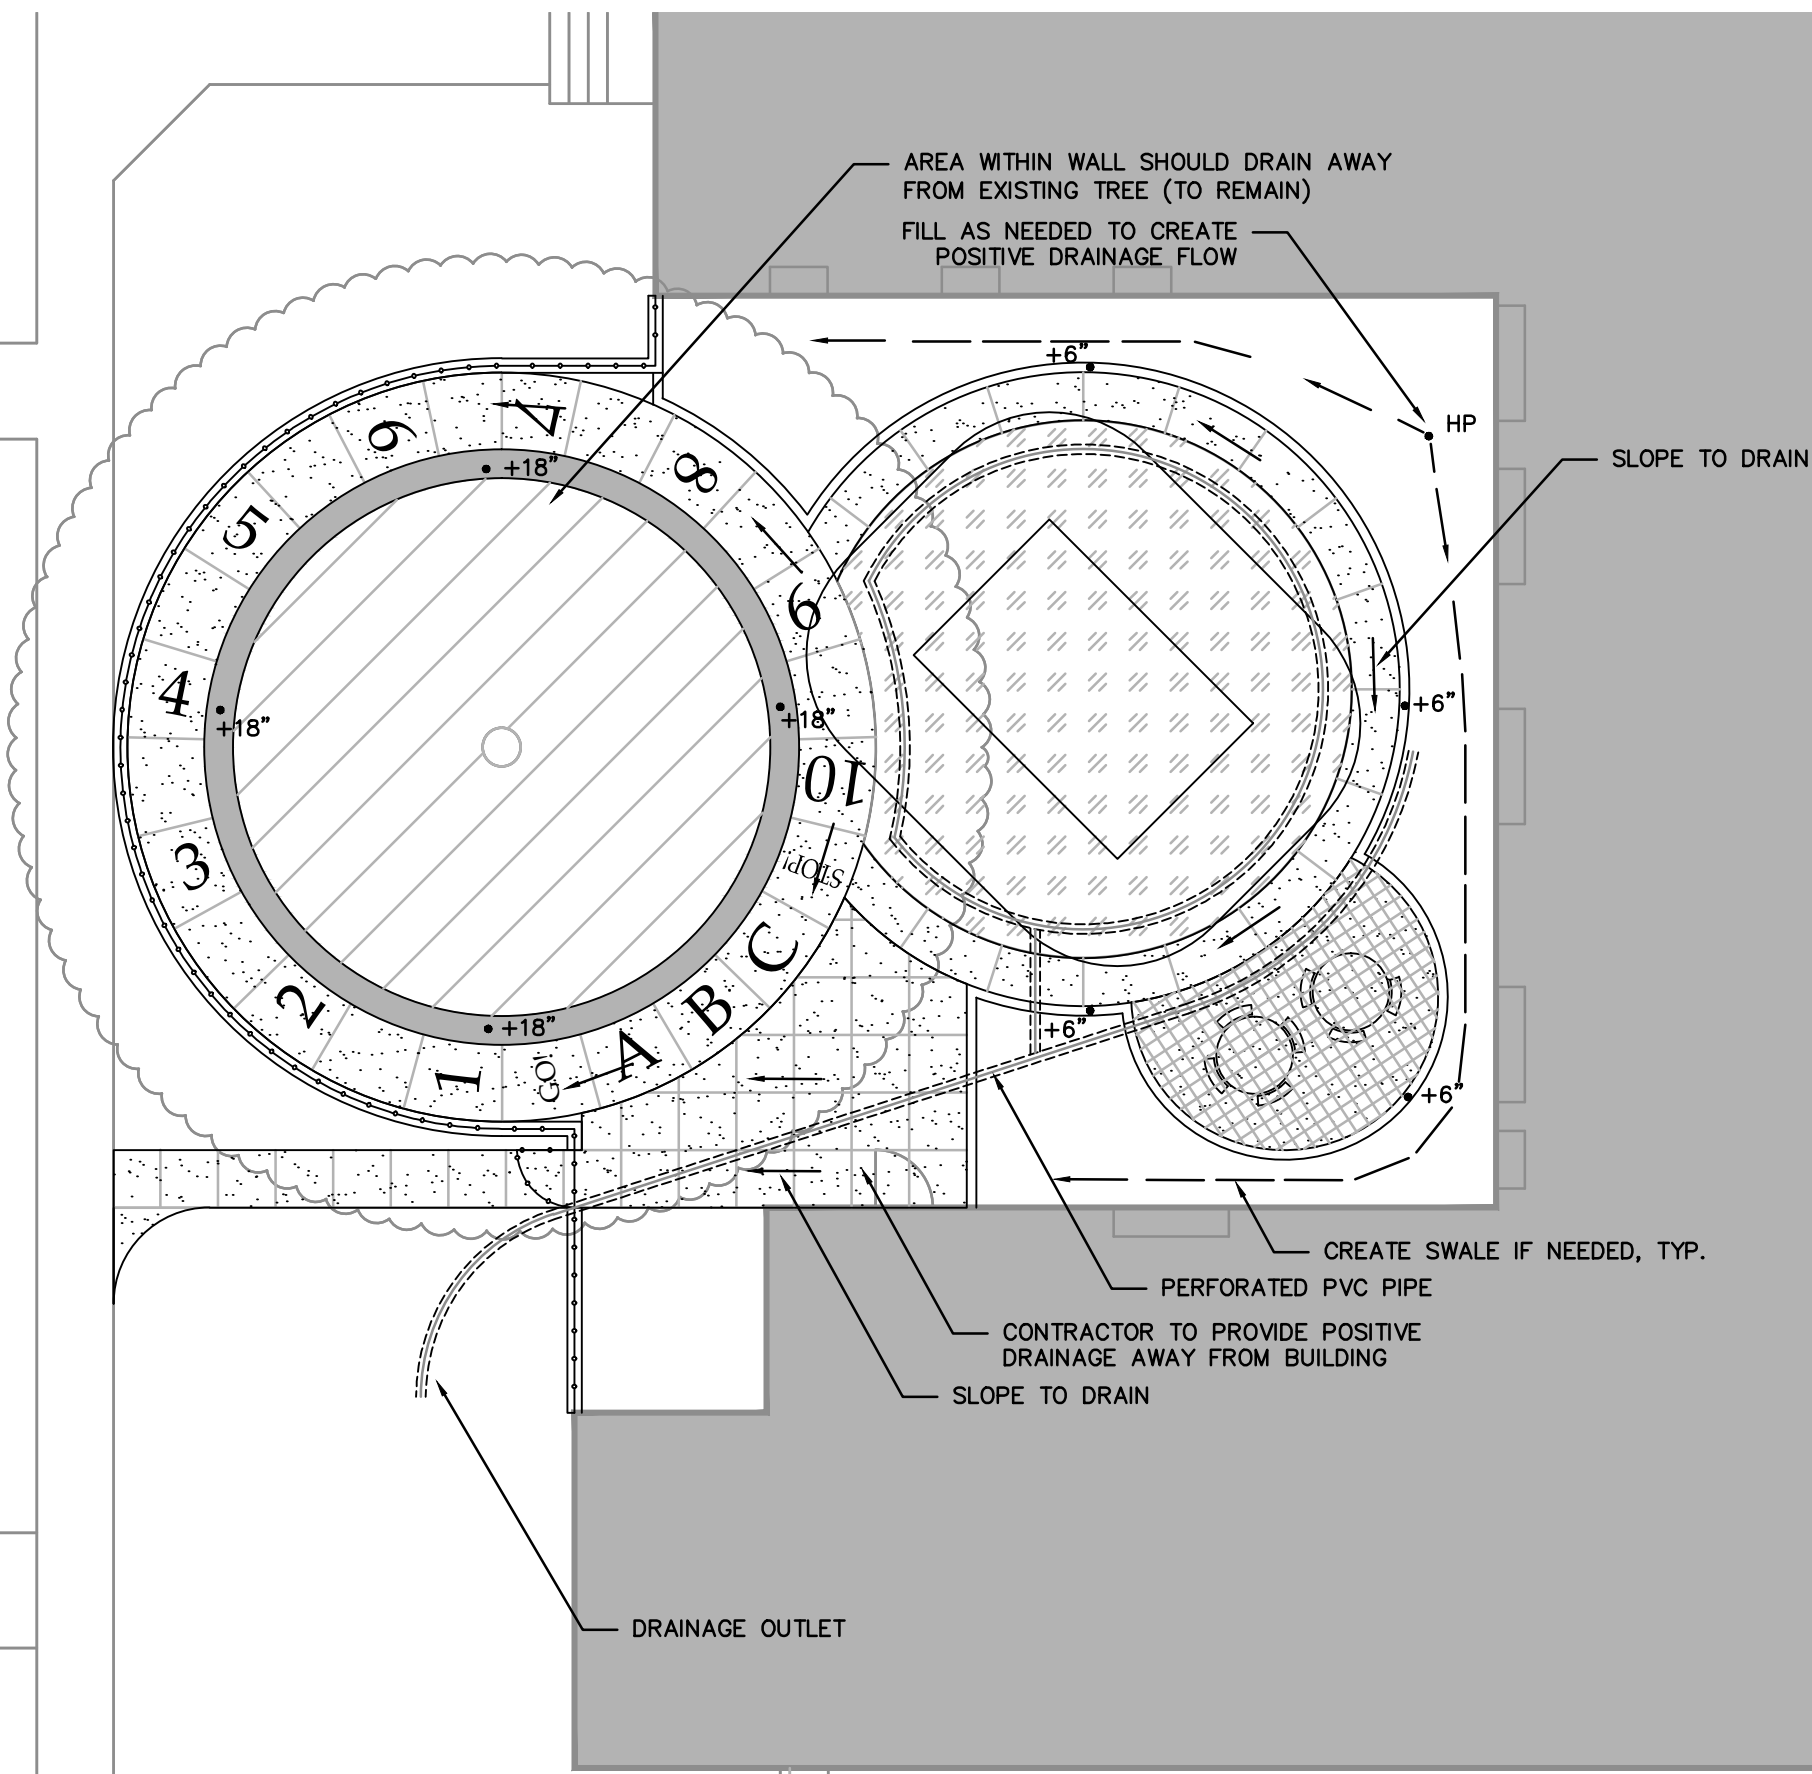 AREA WITHIN WALL SHOULD DRAIN AWAY
FROM EXISTING TREE (TO REMAIN)
FILL AS NEEDED TO CREATE
POSITIVE DRAINAGE FLOW
+6"
HP
SLOPE TO DRAIN
7
6
8
+18"
5
9
4
+18"
+18"
+6"
10
3
STOP!
C
2
B
+18"
+6"
A
1
GO!
+6"
CREATE SWALE IF NEEDED, TYP.
PERFORATED PVC PIPE
CONTRACTOR TO PROVIDE POSITIVE
DRAINAGE AWAY FROM BUILDING
SLOPE TO DRAIN
DRAINAGE OUTLET